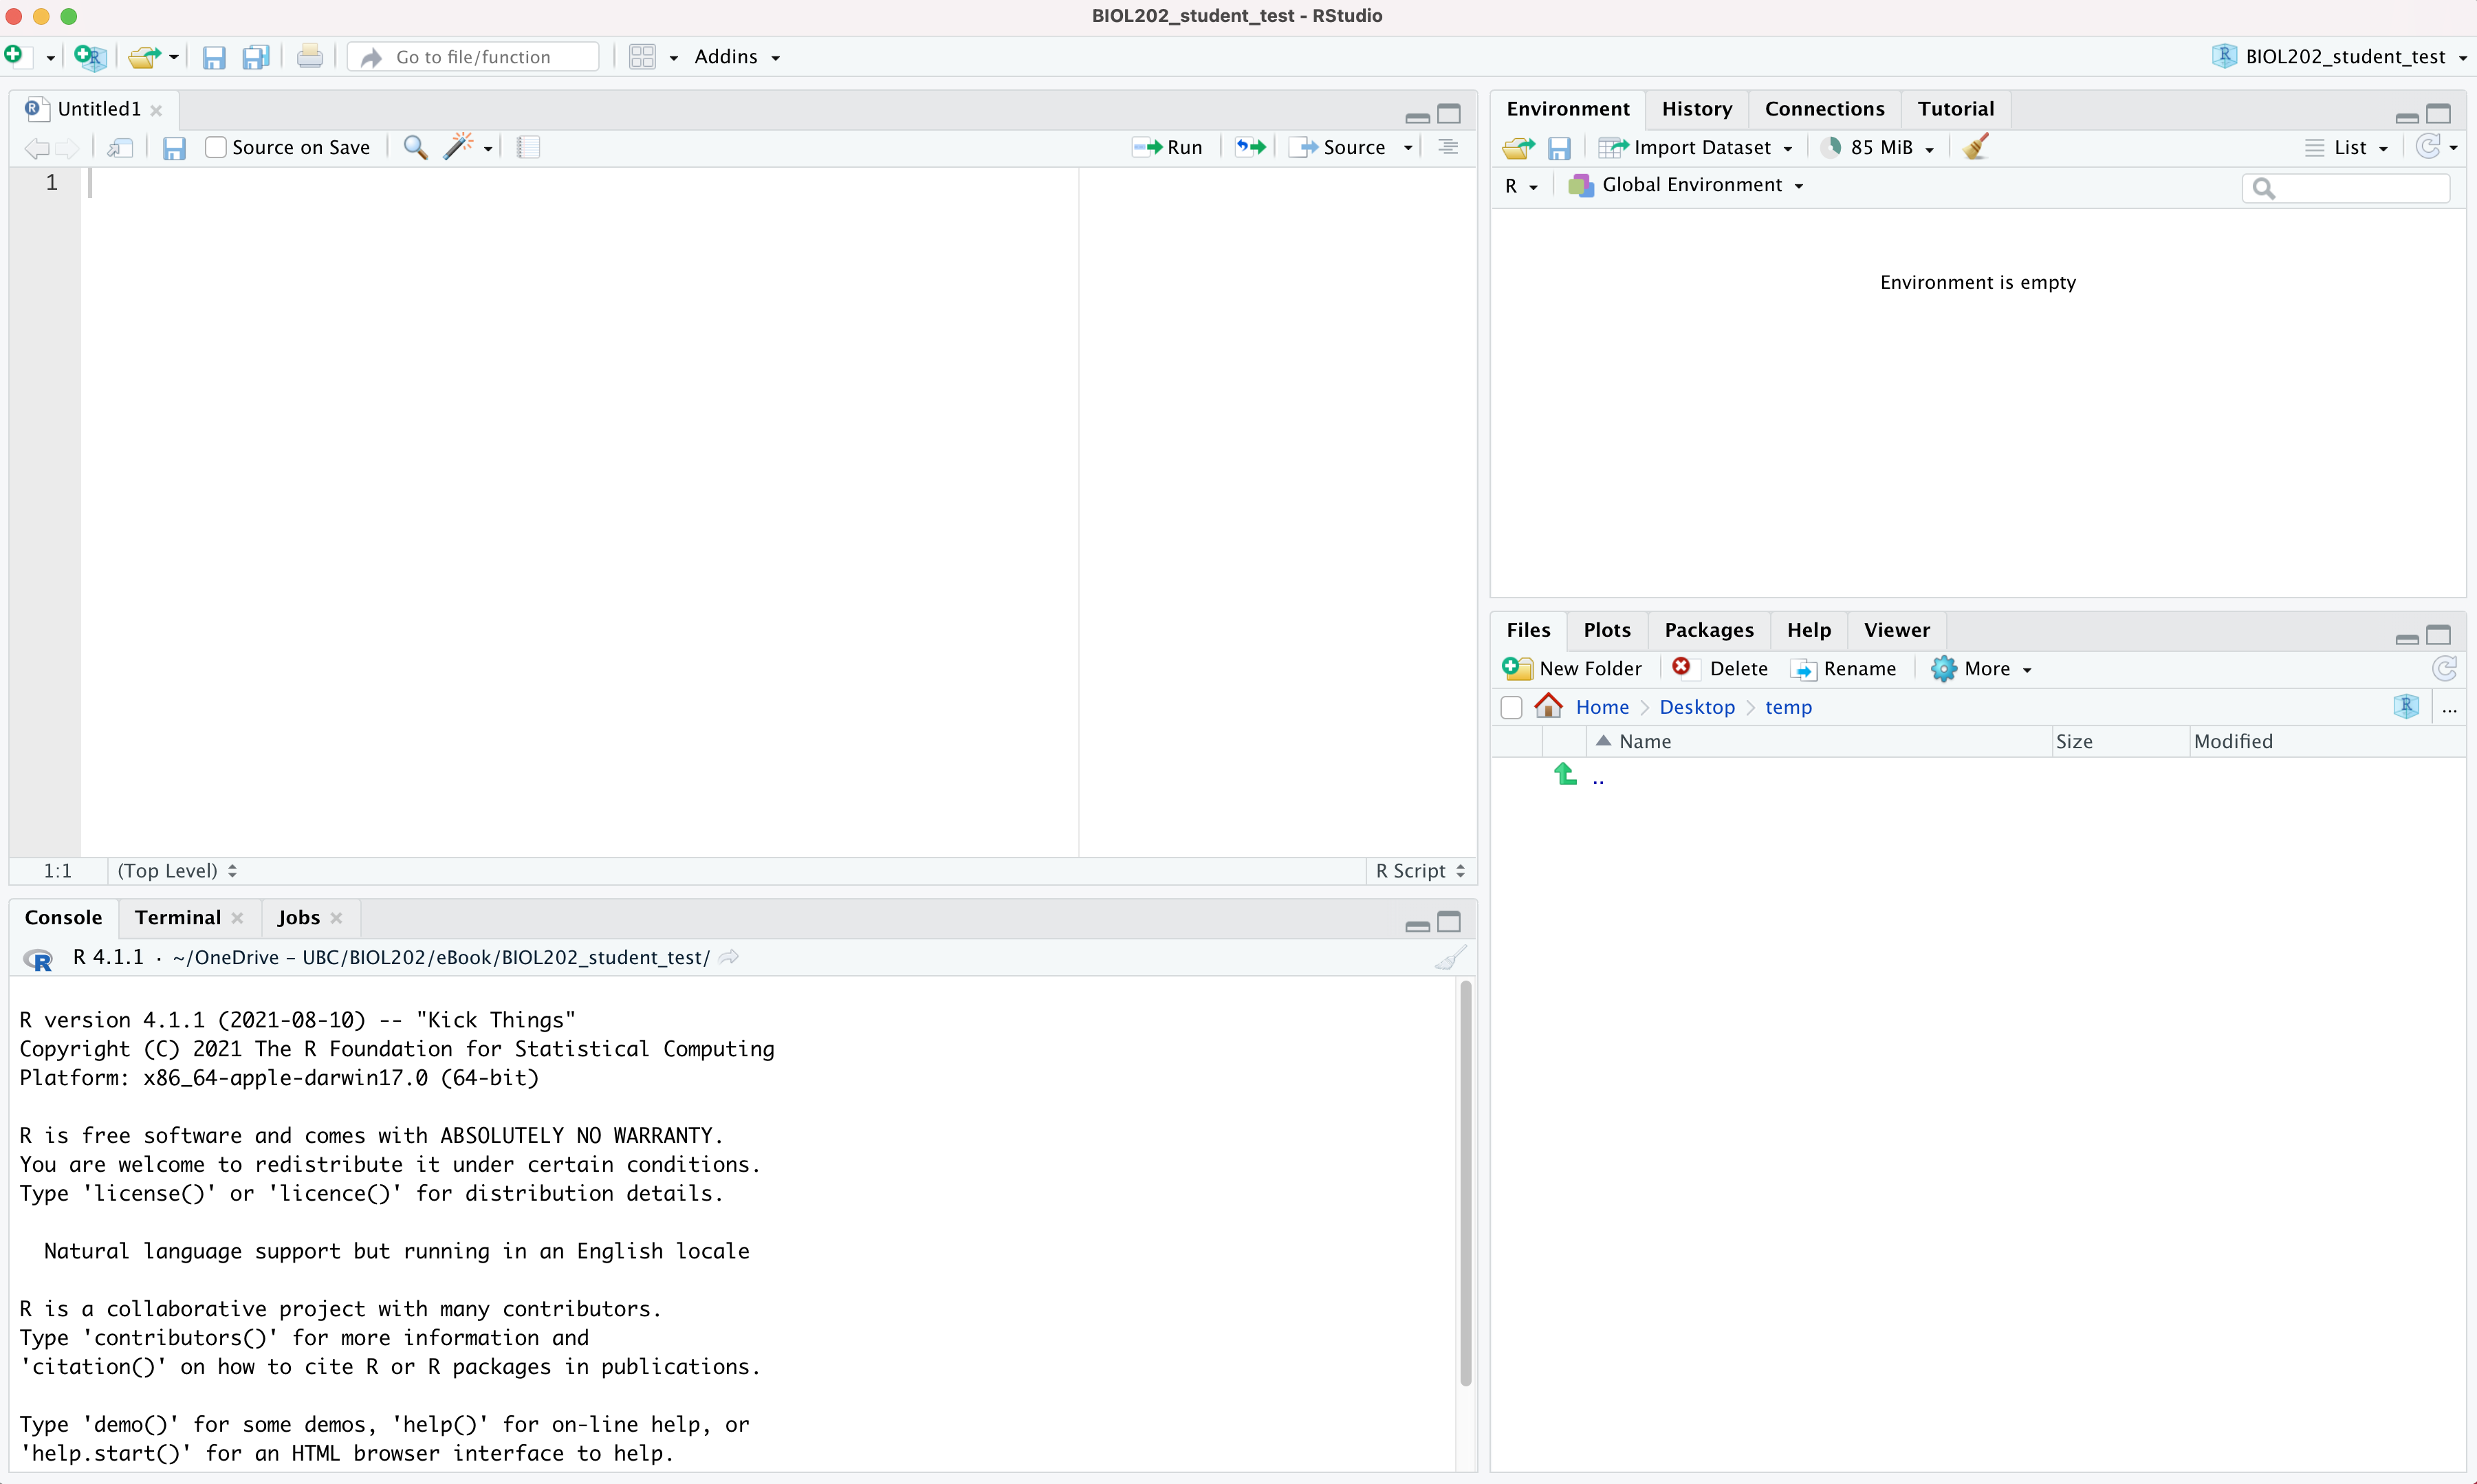 BIOL202_student_test - RStudio
Go to file/function
Addins
BIOL202_student_test
Untitled1
Source on Save
Run
Source
1
1:1
(Top Level)
R Script
Console
Terminal
Jobs
R 4.1.1 · ~/OneDrive – UBC/BIOL202/eBook/BIOL202_student_test/
R version 4.1.1 (2021-08-10) -- "Kick Things"
Copyright (C) 2021 The R Foundation for Statistical Computing
Platform: x86_64-apple-darwin17.0 (64-bit)
R is free software and comes with ABSOLUTELY NO WARRANTY.
You are welcome to redistribute it under certain conditions.
Type 'license()' or 'licence()' for distribution details.
Natural language support but running in an English locale
R is a collaborative project with many contributors.
Type 'contributors()' for more information and
'citation()' on how to cite R or R packages in publications.
Type 'demo()' for some demos, 'help()' for on-line help, or
'help.start()' for an HTML browser interface to help.
Environment
History
Connections
Tutorial
Import Dataset
85 MiB
List
R
Global Environment
Environment is empty
Files
Plots
Packages
Help
Viewer
New Folder
Delete
Rename
More
Home
Desktop
temp
...
Name
Size
Modified
..